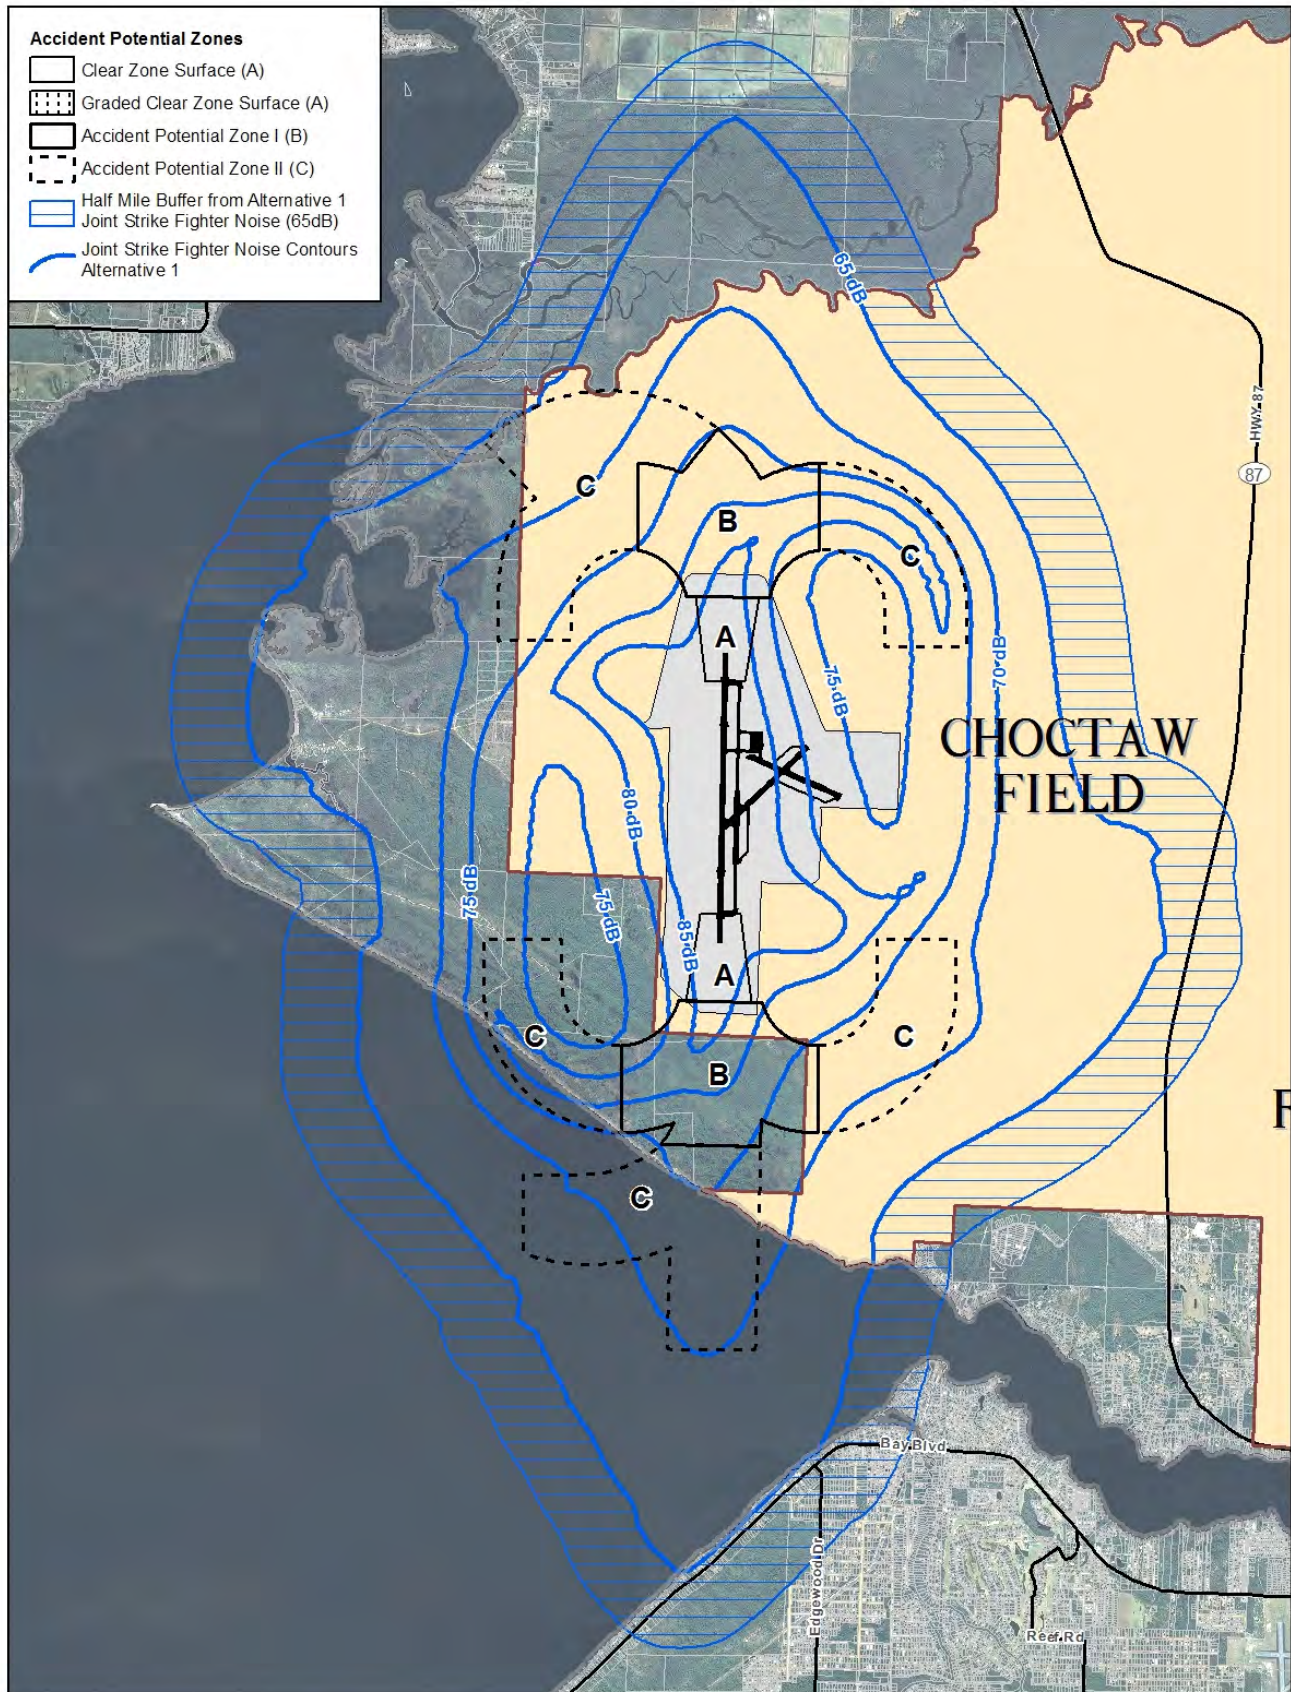 Accident Potential Zones
Clear Zone Surface (A)
Graded Clear Zone Surface (A)
Accident Potential Zone I (B)
Accident Potential Zone II (C)
Half Mile Buffer from Alternative 1
Joint Strike Fighter Noise (65dB)
Joint Strike Fighter Noise Contours
Alternative 1
65 dB
HWY 87
87
C
B
C
A
70 dB
75 dB
CHOCTAW
FIELD
80 dB
75 dB
75 dB
85 dB
A
C
C
B
F
C
Bay Blvd
Edgewood Dr
Reef Rd